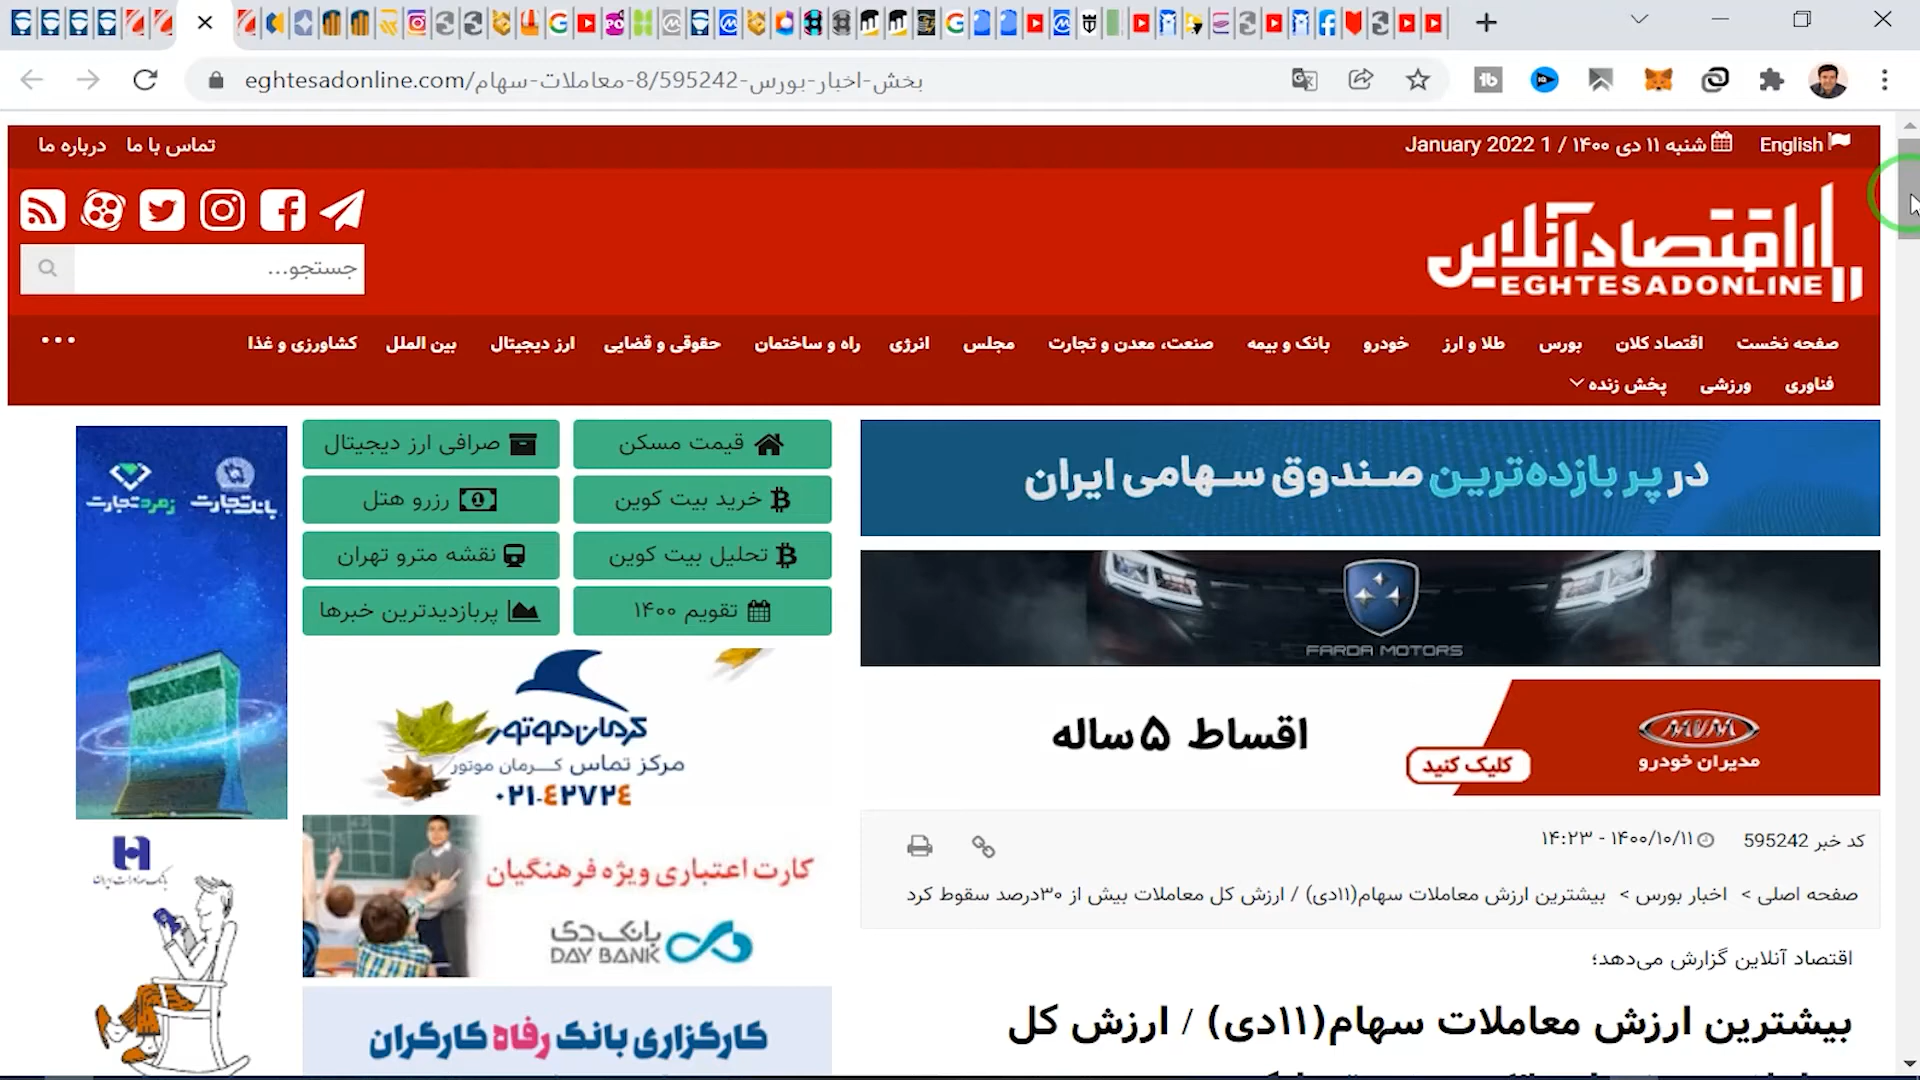 eghtesadonline.com/بخش-اخبار-بورس-8/595242-معاملات-سهام
English
شنبه ۱۱ دی ۱۴۰۰ / 1 January 2022
تماس با ما
درباره ما
اقتصادآنلاین
EGHTESADONLINE
جستجو...
صفحه نخست
اقتصاد کلان
بورس
طلا و ارز
خودرو
بانک و بیمه
صنعت، معدن و تجارت
مجلس
انرژی
راه و ساختمان
حقوقی و قضایی
ارز دیجیتال
بین الملل
کشاورزی و غذا
فناوری
ورزشی
پخش زنده
در پر بازده‌ترین صندوق سهامی ایران
FARDA MOTORS
MVM
مدیران خودرو
اقساط ۵ ساله
کلیک کنید
کد خبر 595242
۱۴۰۰/۱۰/۱۱ - ۱۴:۲۳
صفحه اصلی > اخبار بورس > بیشترین ارزش معاملات سهام(۱۱دی) / ارزش کل معاملات بیش از ۳۰درصد سقوط کرد
اقتصاد آنلاین گزارش می‌دهد؛
بیشترین ارزش معاملات سهام(۱۱دی) / ارزش کل
قیمت مسکن
صرافی ارز دیجیتال
خرید بیت کوین
رزرو هتل
تحلیل بیت کوین
نقشه مترو تهران
تقویم ۱۴۰۰
پربازدیدترین خبرها
کرمان موتور
مرکز تماس کرمان موتور
۰۲۱-۴۲۷۲۴
کارت اعتباری ویژه فرهنگیان
بانک دی
DAY BANK
کارگزاری بانک رفاه کارگران
بانک تجارت
زمرد تجارت
بانک صادرات ایران